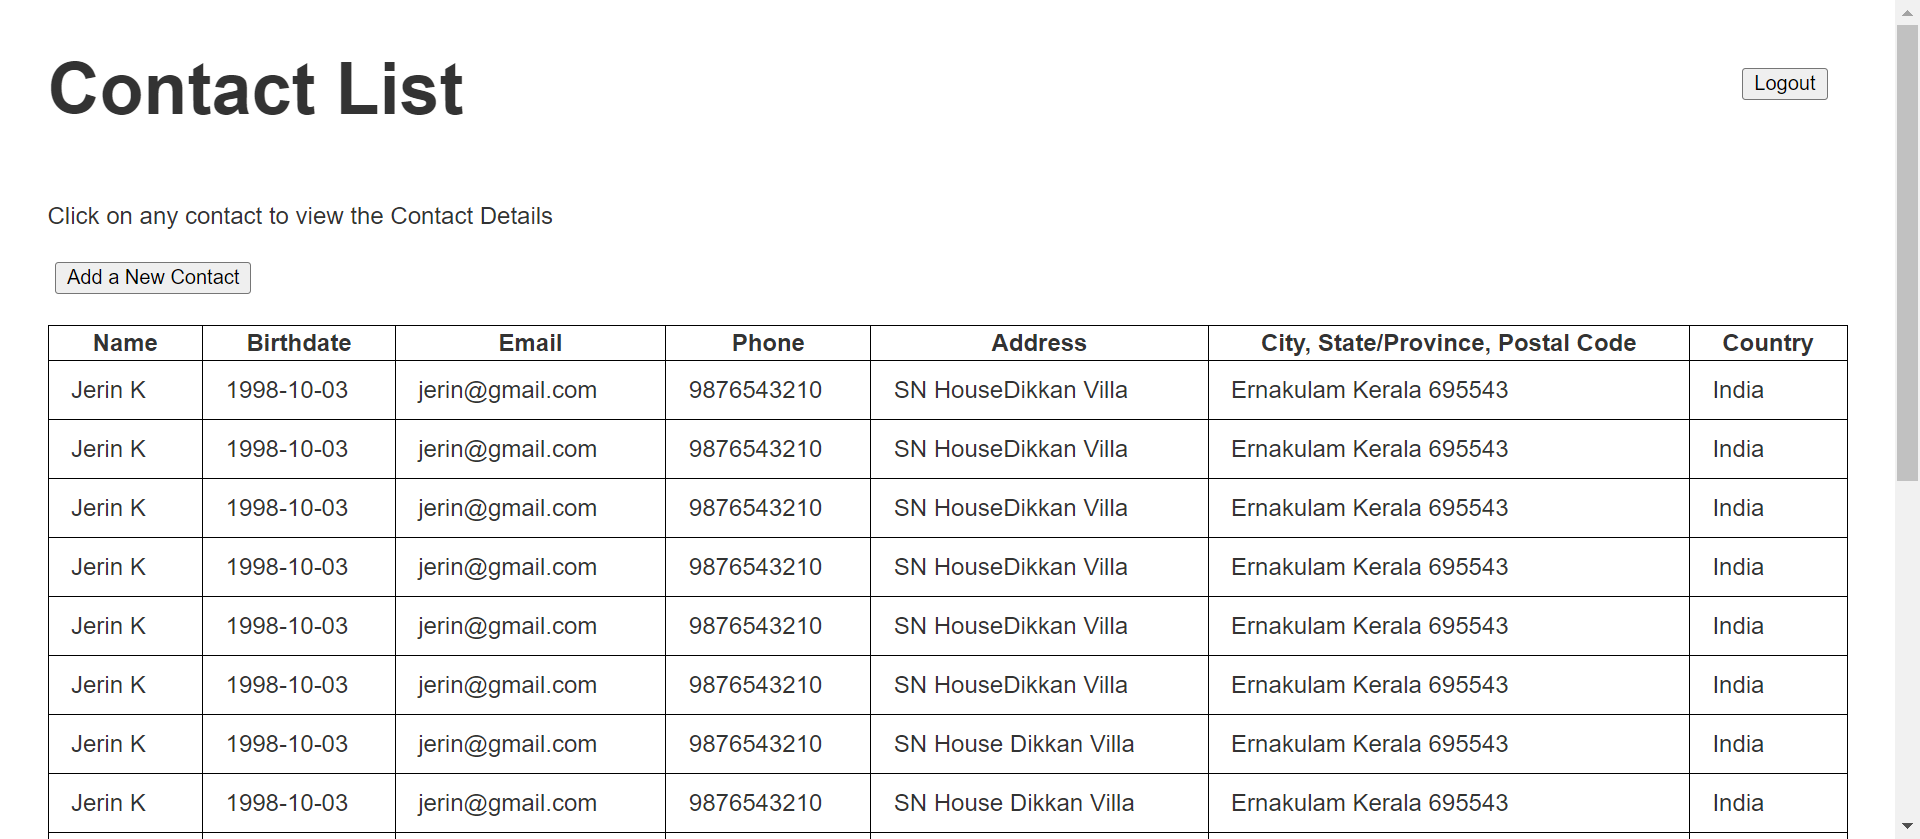 Contact List
Logout
Click on any contact to view the Contact Details
Add a New Contact
Name Birthdate Email Phone Address City, State/Province, Postal Code Country
Jerin K 1998-10-03 jerin@gmail.com 9876543210 SN HouseDikkan Villa Ernakulam Kerala 695543 India
Jerin K 1998-10-03 jerin@gmail.com 9876543210 SN HouseDikkan Villa Ernakulam Kerala 695543 India
Jerin K 1998-10-03 jerin@gmail.com 9876543210 SN HouseDikkan Villa Ernakulam Kerala 695543 India
Jerin K 1998-10-03 jerin@gmail.com 9876543210 SN HouseDikkan Villa Ernakulam Kerala 695543 India
Jerin K 1998-10-03 jerin@gmail.com 9876543210 SN HouseDikkan Villa Ernakulam Kerala 695543 India
Jerin K 1998-10-03 jerin@gmail.com 9876543210 SN HouseDikkan Villa Ernakulam Kerala 695543 India
Jerin K 1998-10-03 jerin@gmail.com 9876543210 SN House Dikkan Villa Ernakulam Kerala 695543 India
Jerin K 1998-10-03 jerin@gmail.com 9876543210 SN House Dikkan Villa Ernakulam Kerala 695543 India